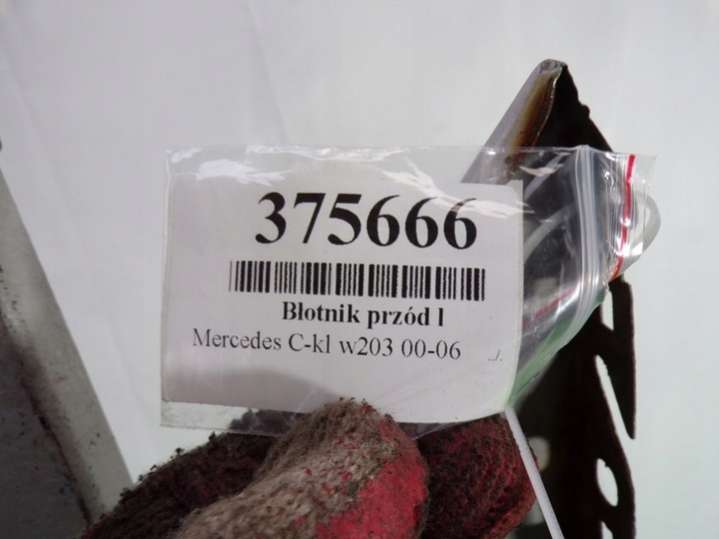 375666
Błotnik przód l
Mercedes C-kl w203 00-06